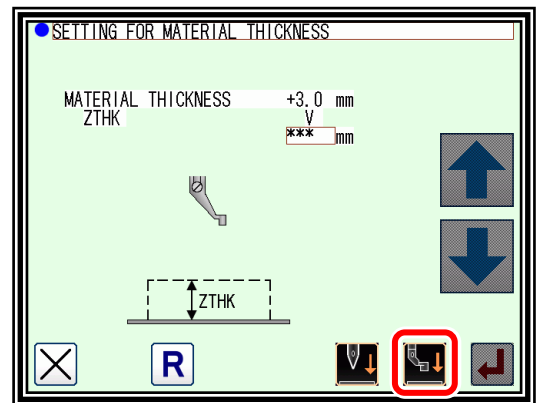 SETTING FOR MATERIAL THICKNESS
MATERIAL THICKNESS +3.0 mm
ZTHK V
*** mm
ZTHK
R